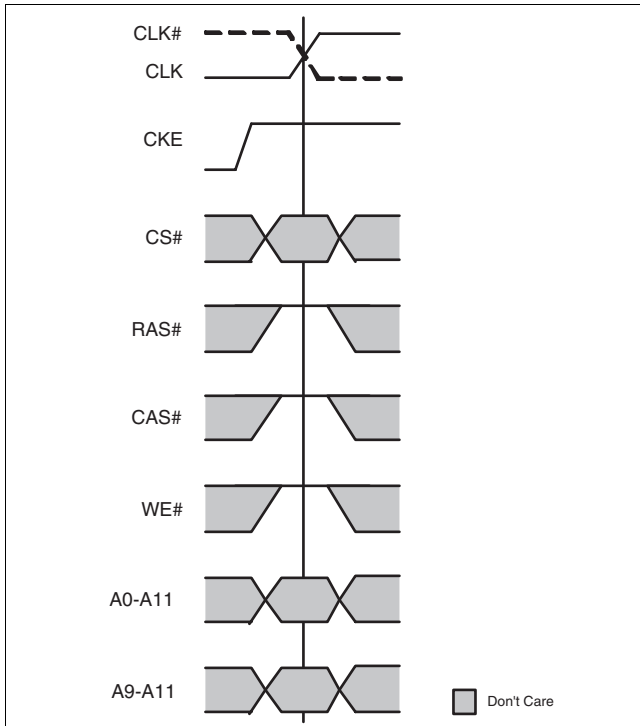 CLK#
CLK
CKE
CS#
RAS#
CAS#
WE#
A0-A11
A9-A11
Don't Care